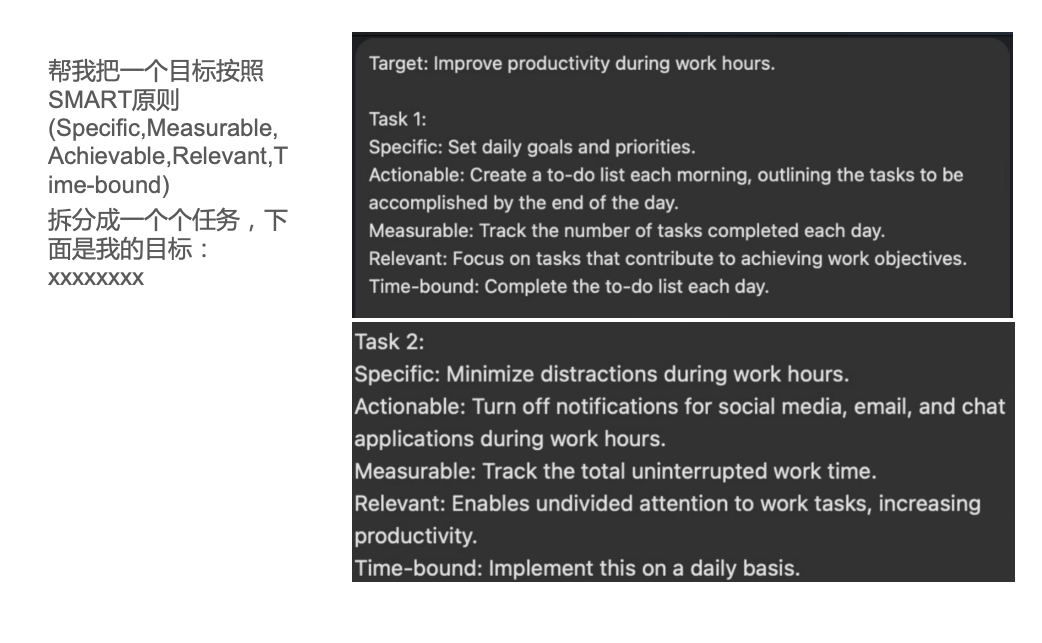 帮我把一个目标按照
SMART原则
(Specific,Measurable,
Achievable,Relevant,T
ime-bound)
拆分成一个个任务，下
面是我的目标：
xxxxxxxx
Target: Improve productivity during work hours.
Task 1:
Specific: Set daily goals and priorities.
Actionable: Create a to-do list each morning, outlining the tasks to be
accomplished by the end of the day.
Measurable: Track the number of tasks completed each day.
Relevant: Focus on tasks that contribute to achieving work objectives.
Time-bound: Complete the to-do list each day.
Task 2:
Specific: Minimize distractions during work hours.
Actionable: Turn off notifications for social media, email, and chat
applications during work hours.
Measurable: Track the total uninterrupted work time.
Relevant: Enables undivided attention to work tasks, increasing
productivity.
Time-bound: Implement this on a daily basis.